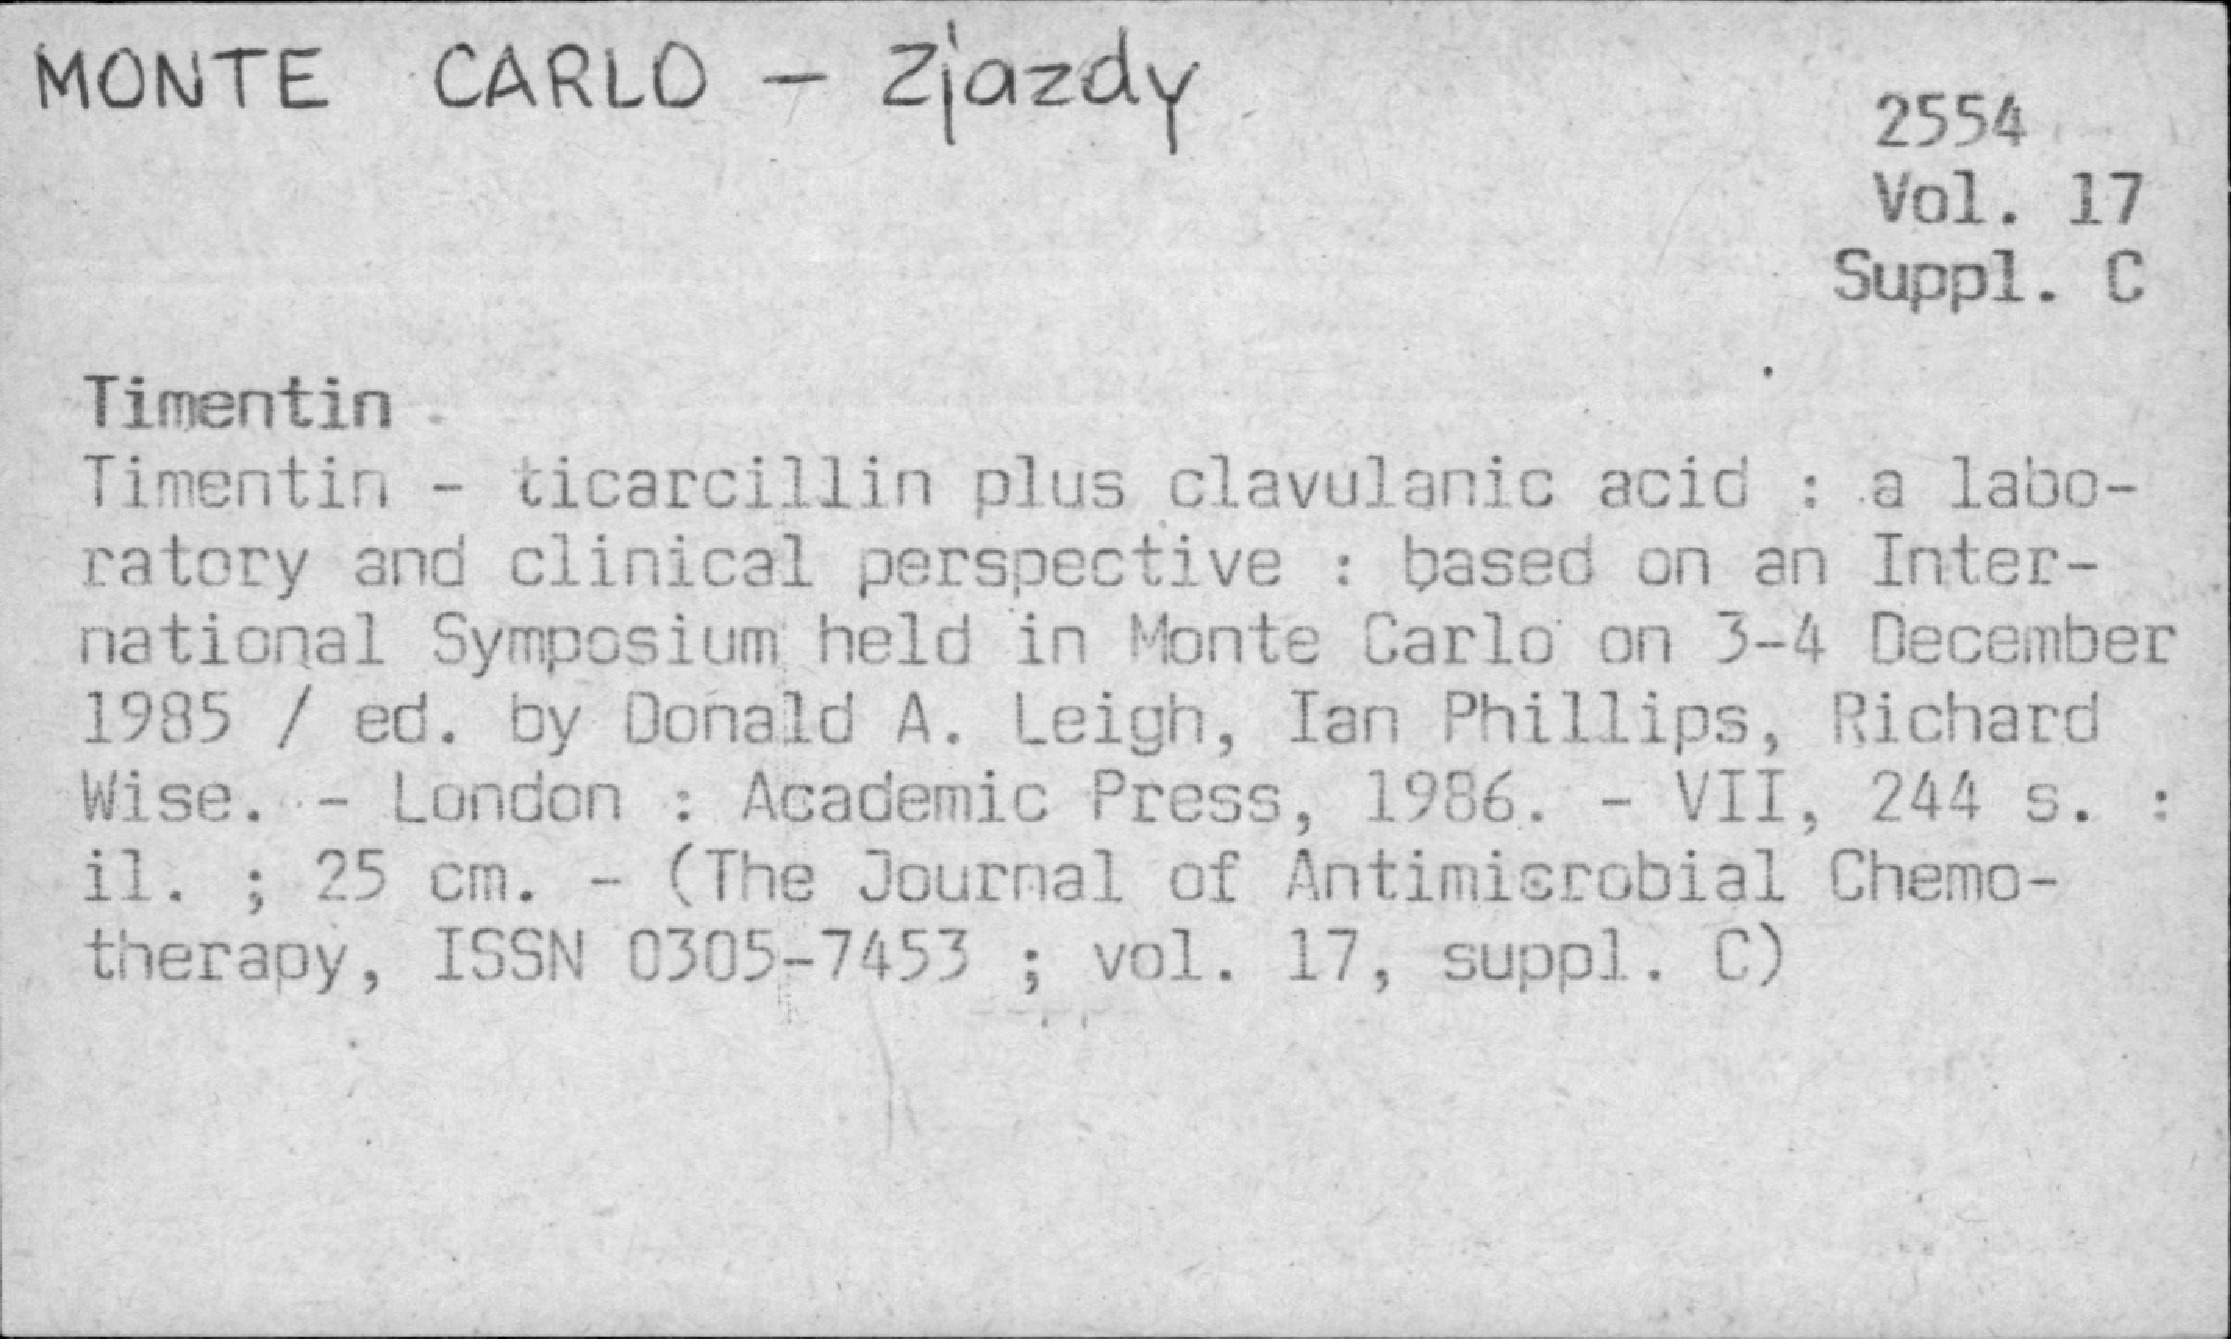 MONTE CARLO - Zjazdy
2554
Vol. 17
Suppl. C
Timentin
Timentin - ticarcillin plus clavulanic acid : a labo-
ratory and clinical perspective : based on an Inter-
national Symposium held in Monte Carlo on 3-4 December
1985 / ed. by Donald A. Leigh, Ian Phillips, Richard
Wise. - London : Academic Press, 1986. - VII, 244 s. :
il. ; 25 cm. - (The Journal of Antimicrobial Chemo-
therapy, ISSN 0305-7453 ; vol. 17, suppl. C)